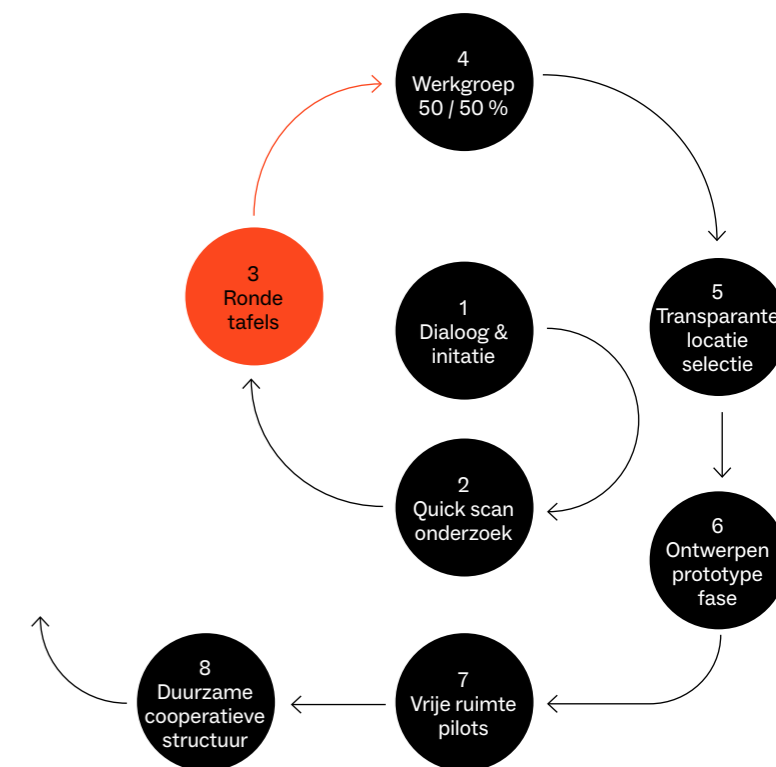 1
Dialoog &
initatie
2
Quick scan
onderzoek
3
Ronde
tafels
4
Werkgroep
50 / 50 %
5
Transparante
locatie
selectie
6
Ontwerpen
prototype
fase
7
Vrije ruimte
pilots
8
Duurzame
cooperatieve
structuur